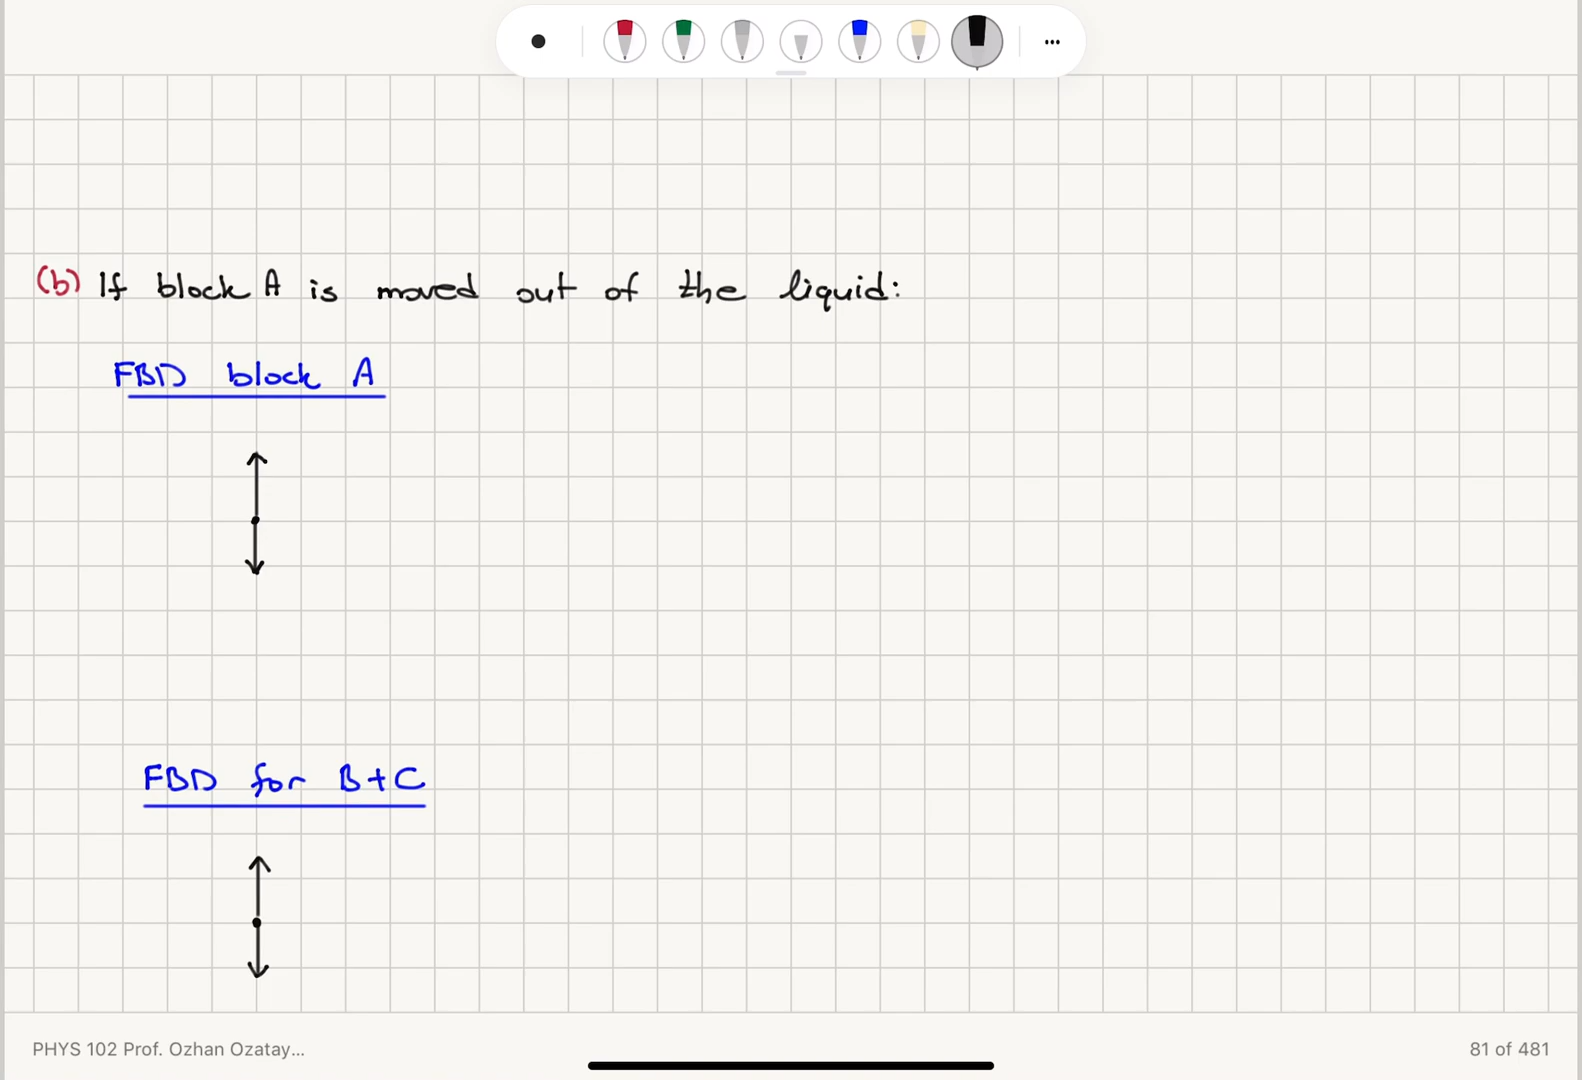 (b) If block A is moved out of the liquid:
FBD block A
FBD for B+C
PHYS 102 Prof. Ozhan Ozatay...
81 of 481